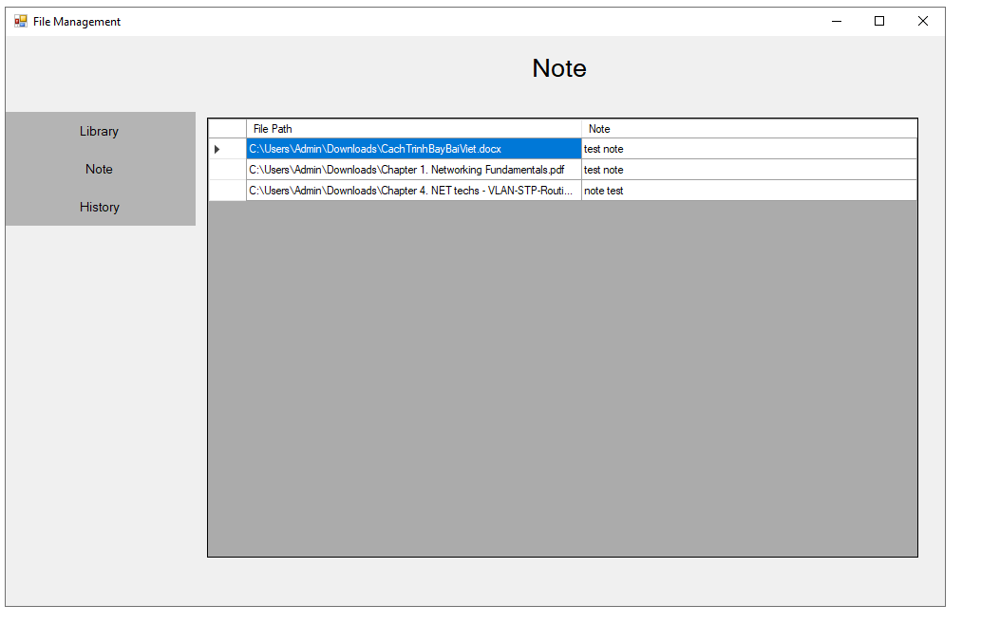 File Management
Note
Library
Note
History
File Path Note
C:\Users\Admin\Downloads\CachTrinhBayBaiViet.docx test note
C:\Users\Admin\Downloads\Chapter 1. Networking Fundamentals.pdf test note
C:\Users\Admin\Downloads\Chapter 4. NET techs - VLAN-STP-Routi... note test